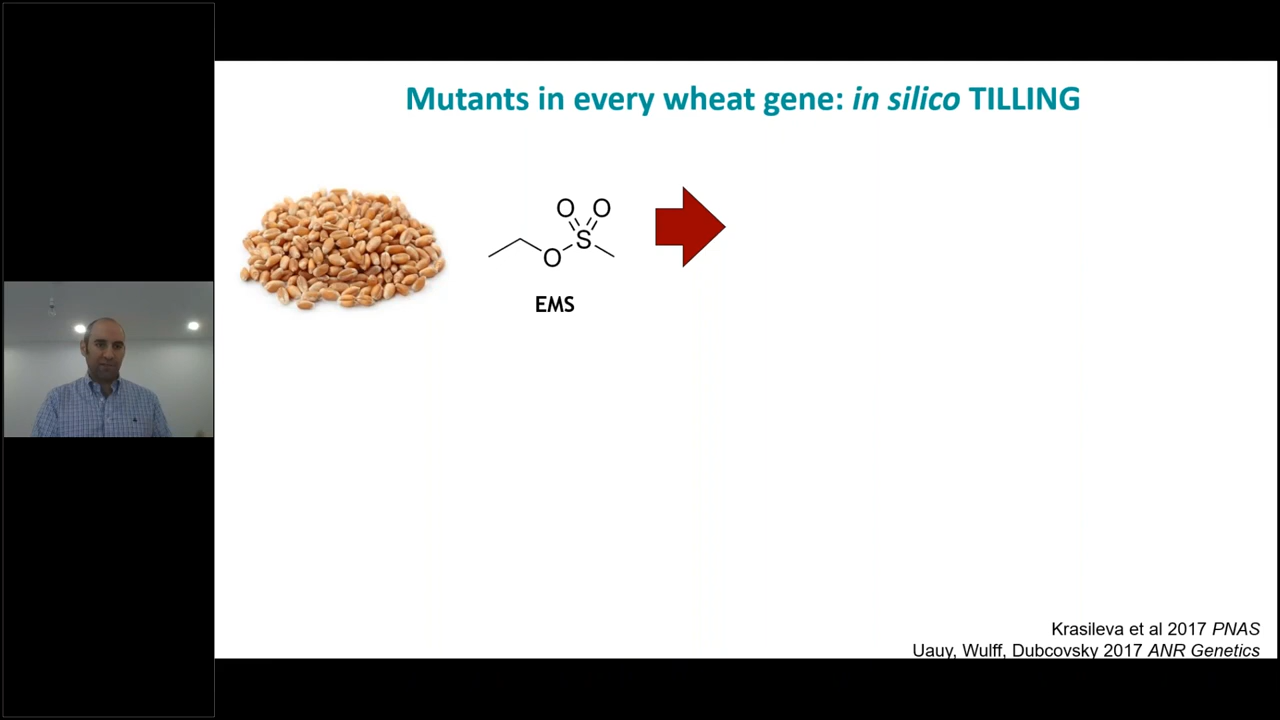 Mutants in every wheat gene: in silico TILLING
O O
S
O
EMS
Krasileva et al 2017 PNAS
Uauy, Wulff, Dubcovsky 2017 ANR Genetics